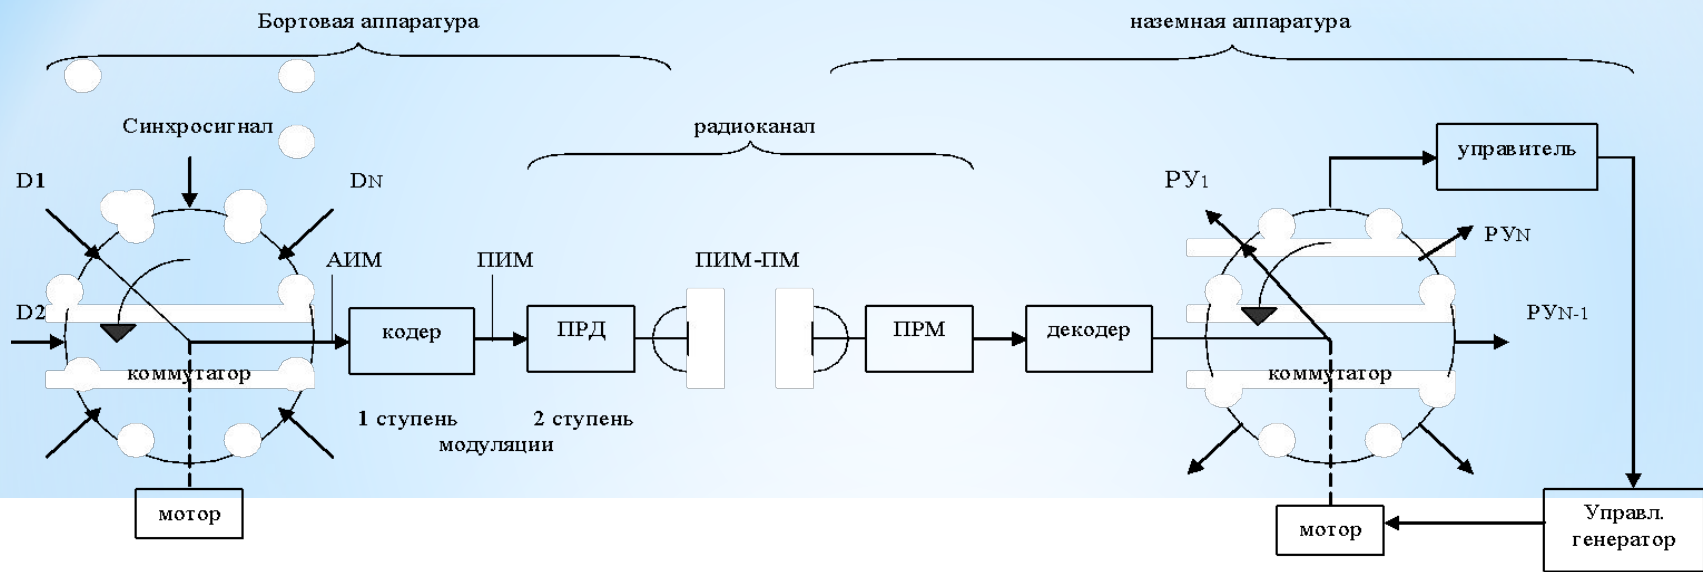 Бортовая аппаратура
наземная аппаратура
Синхросигнал
радиоканал
управитель
D1
DN
РУ1
РУN
АИМ
ПИМ
ПИМ-ПМ
D2
РУN-1
кодер
ПРД
ПРМ
декодер
коммутатор
коммутатор
1 ступень
2 ступень
модуляции
мотор
мотор
Управл.
генератор